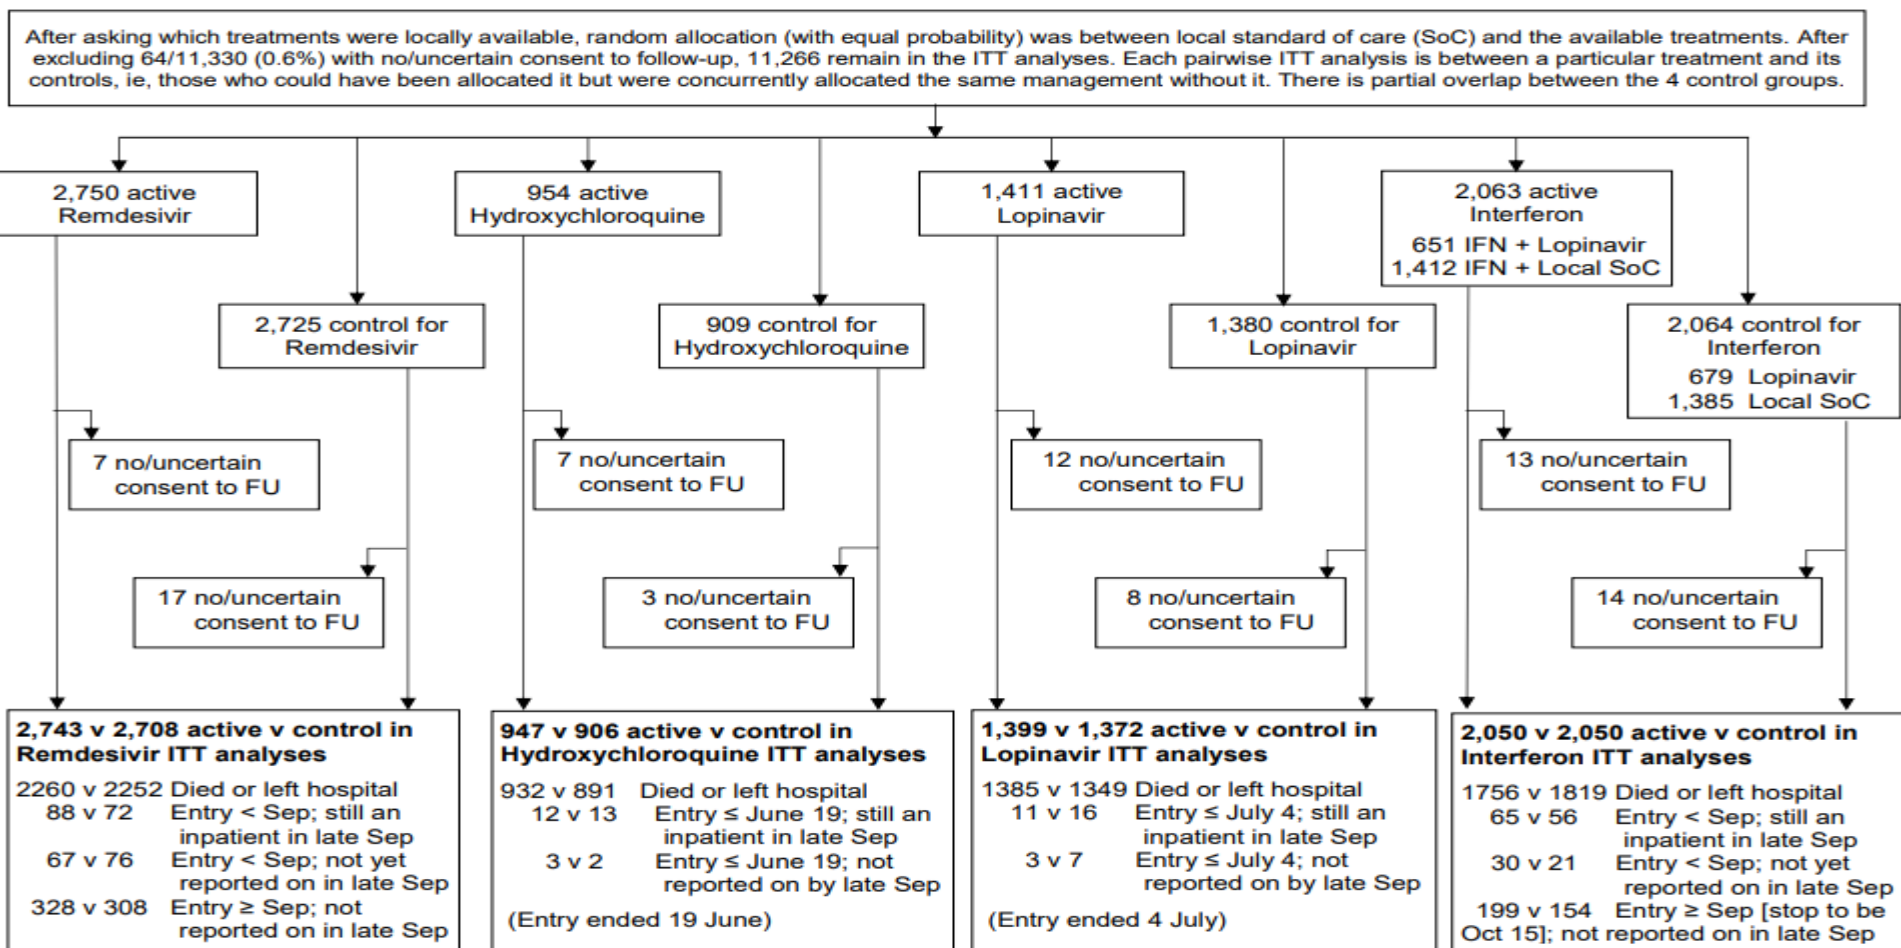 After asking which treatments were locally available, random allocation (with equal probability) was between local standard of care (SoC) and the available treatments. After
excluding 64/11,330 (0.6%) with no/uncertain consent to follow-up, 11,266 remain in the ITT analyses. Each pairwise ITT analysis is between a particular treatment and its
controls, ie, those who could have been allocated it but were concurrently allocated the same management without it. There is partial overlap between the 4 control groups.
2,750 active
Remdesivir
954 active
Hydroxychloroquine
1,411 active
Lopinavir
2,063 active
Interferon
651 IFN + Lopinavir
1,412 IFN + Local SoC
2,725 control for
Remdesivir
909 control for
Hydroxychloroquine
1,380 control for
Lopinavir
2,064 control for
Interferon
679 Lopinavir
1,385 Local SoC
7 no/uncertain
consent to FU
7 no/uncertain
consent to FU
12 no/uncertain
consent to FU
13 no/uncertain
consent to FU
17 no/uncertain
consent to FU
3 no/uncertain
consent to FU
8 no/uncertain
consent to FU
14 no/uncertain
consent to FU
2,743 v 2,708 active v control in
Remdesivir ITT analyses
2260 v 2252 Died or left hospital
88 v 72 Entry < Sep; still an
inpatient in late Sep
67 v 76 Entry < Sep; not yet
reported on in late Sep
328 v 308 Entry ≥ Sep; not
reported on in late Sep
947 v 906 active v control in
Hydroxychloroquine ITT analyses
932 v 891 Died or left hospital
12 v 13 Entry ≤ June 19; still an
inpatient in late Sep
3 v 2 Entry ≤ June 19; not
reported on by late Sep
(Entry ended 19 June)
1,399 v 1,372 active v control in
Lopinavir ITT analyses
1385 v 1349 Died or left hospital
11 v 16 Entry ≤ July 4; still an
inpatient in late Sep
3 v 7 Entry ≤ July 4; not
reported on by late Sep
(Entry ended 4 July)
2,050 v 2,050 active v control in
Interferon ITT analyses
1756 v 1819 Died or left hospital
65 v 56 Entry < Sep; still an
inpatient in late Sep
30 v 21 Entry < Sep; not yet
reported on in late Sep
199 v 154 Entry ≥ Sep [stop to be
Oct 15]; not reported on in late Sep